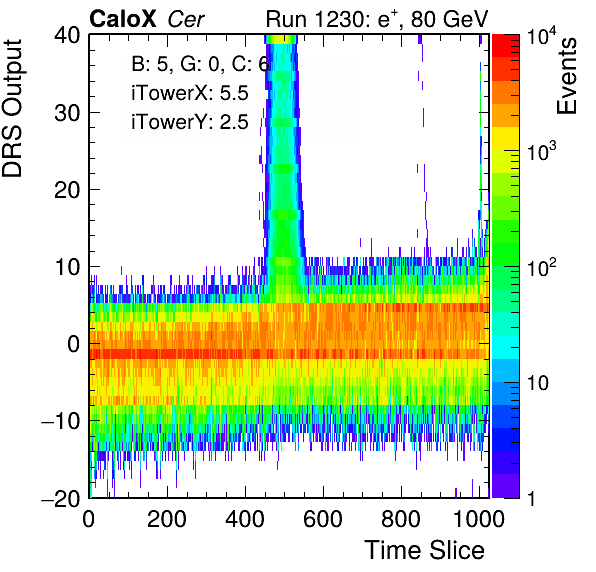 CaloX Cer Run 1230: e+, 80 GeV
B: 5, G: 0, C: 6
iTowerX: 5.5
iTowerY: 2.5
DRS Output
40
30
20
10
0
−10
−20
0 200 400 600 800 1000
Time Slice
Events
10^4
10^3
10^2
10
1